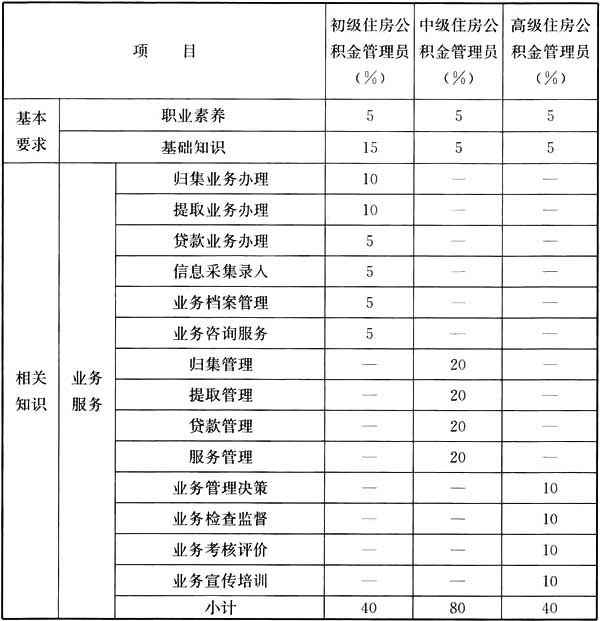 项 目 初级住房公积金管理员（%） 中级住房公积金管理员（%） 高级住房公积金管理员（%）
基本要求 职业素养 5 5 5
基础知识 15 5 5
相关知识 业务服务 归集业务办理 10 — —
提取业务办理 10 — —
贷款业务办理 5 — —
信息采集录入 5 — —
业务档案管理 5 — —
业务咨询服务 5 — —
归集管理 — 20 —
提取管理 — 20 —
贷款管理 — 20 —
服务管理 — 20 —
业务管理决策 — — 10
业务检查监督 — — 10
业务考核评价 — — 10
业务宣传培训 — — 10
小计 40 80 40